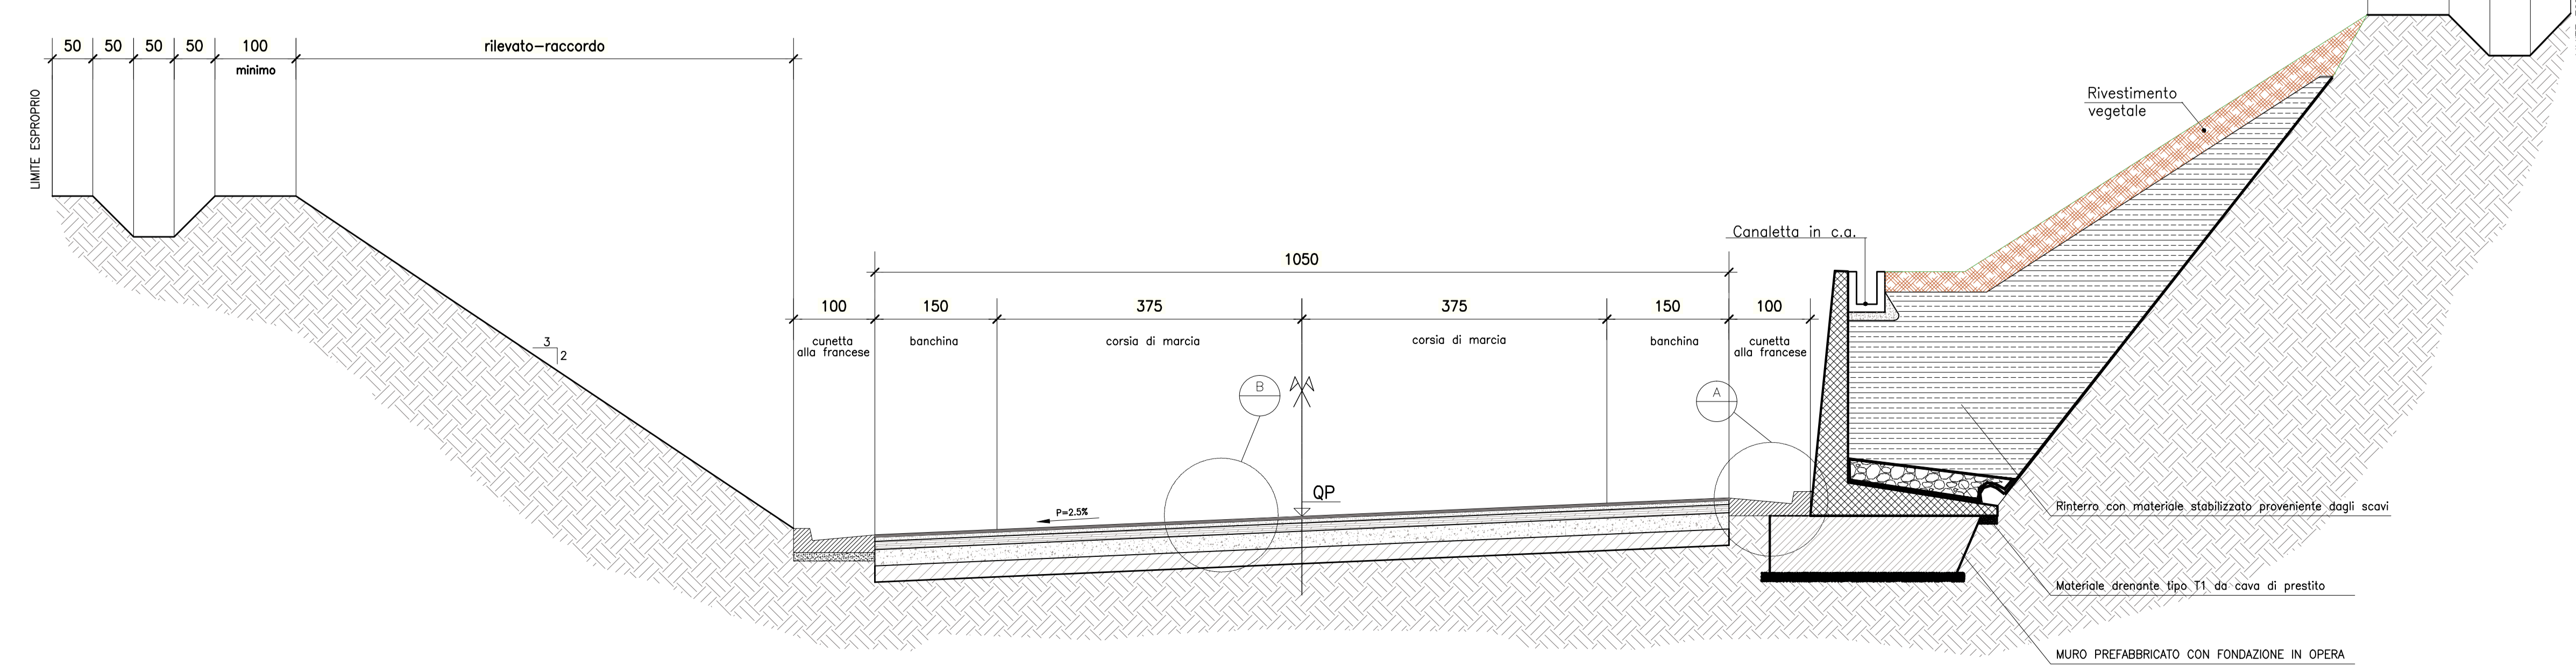 50 50 50 50 100 rilevato-raccordo
minimo
LIMITE ESPROPRIO
Rivestimento
vegetale
Canaletta in c.a.
1050
100 150 375 375 150 100
cunetta
alla francese
banchina
corsia di marcia
corsia di marcia
banchina
cunetta
alla francese
3
2
B
A
QP
P=2.5%
Rinterro con materiale stabilizzato proveniente dagli scavi
Materiale drenante tipo T1 da cava di prestito
MURO PREFABBRICATO CON FONDAZIONE IN OPERA